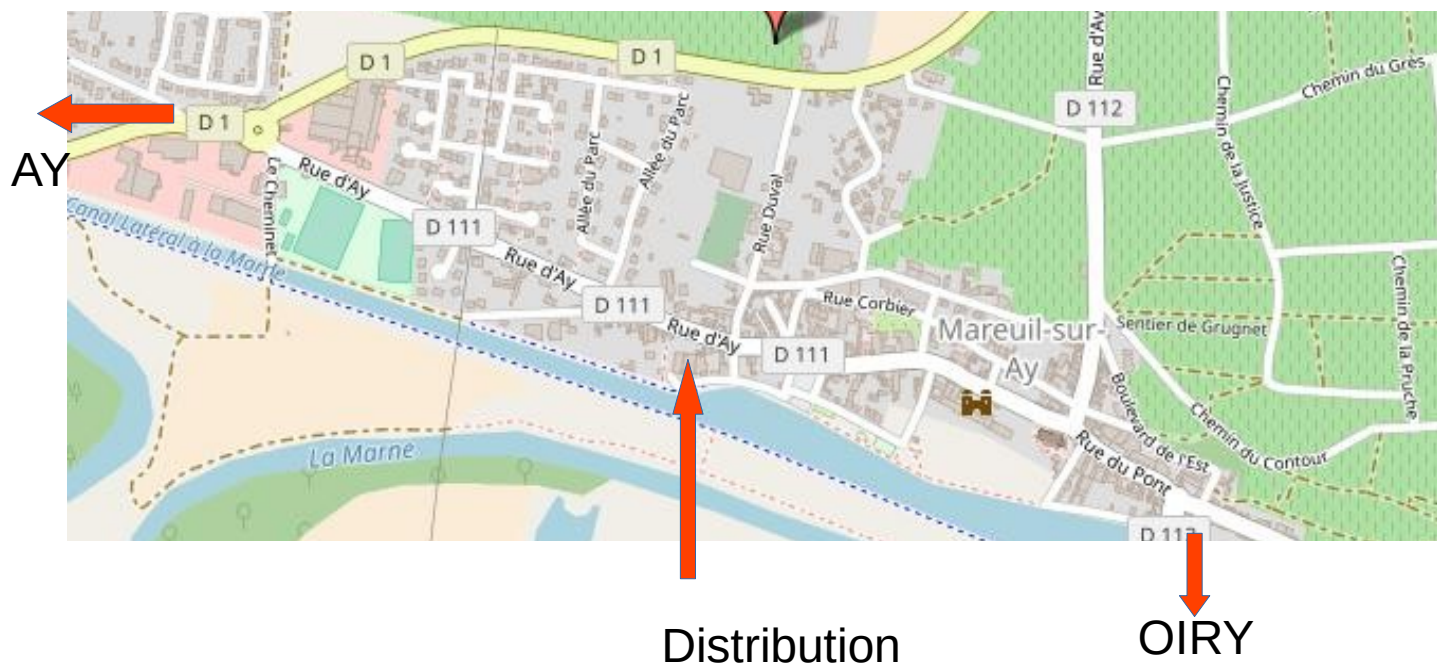 Rue d'Ay
D 1
D 1
D 112
Chemin du Grès
D 1
AY
Rue d'Ay
Le Cheminet
Allée du Parc
Allée du Parc
Rue Duval
Chemin de la Justice
Canal Latéral à la Marne
D 111
Rue d'Ay
D 111
Rue Corbier
Rue d'Ay
D 111
Mareuil-sur-
Ay
Sentier de Grugnet
Chemin de la Pruche
Boulevard de l'Est
Chemin du Contour
La Marne
Rue du Pont
Distribution
OIRY